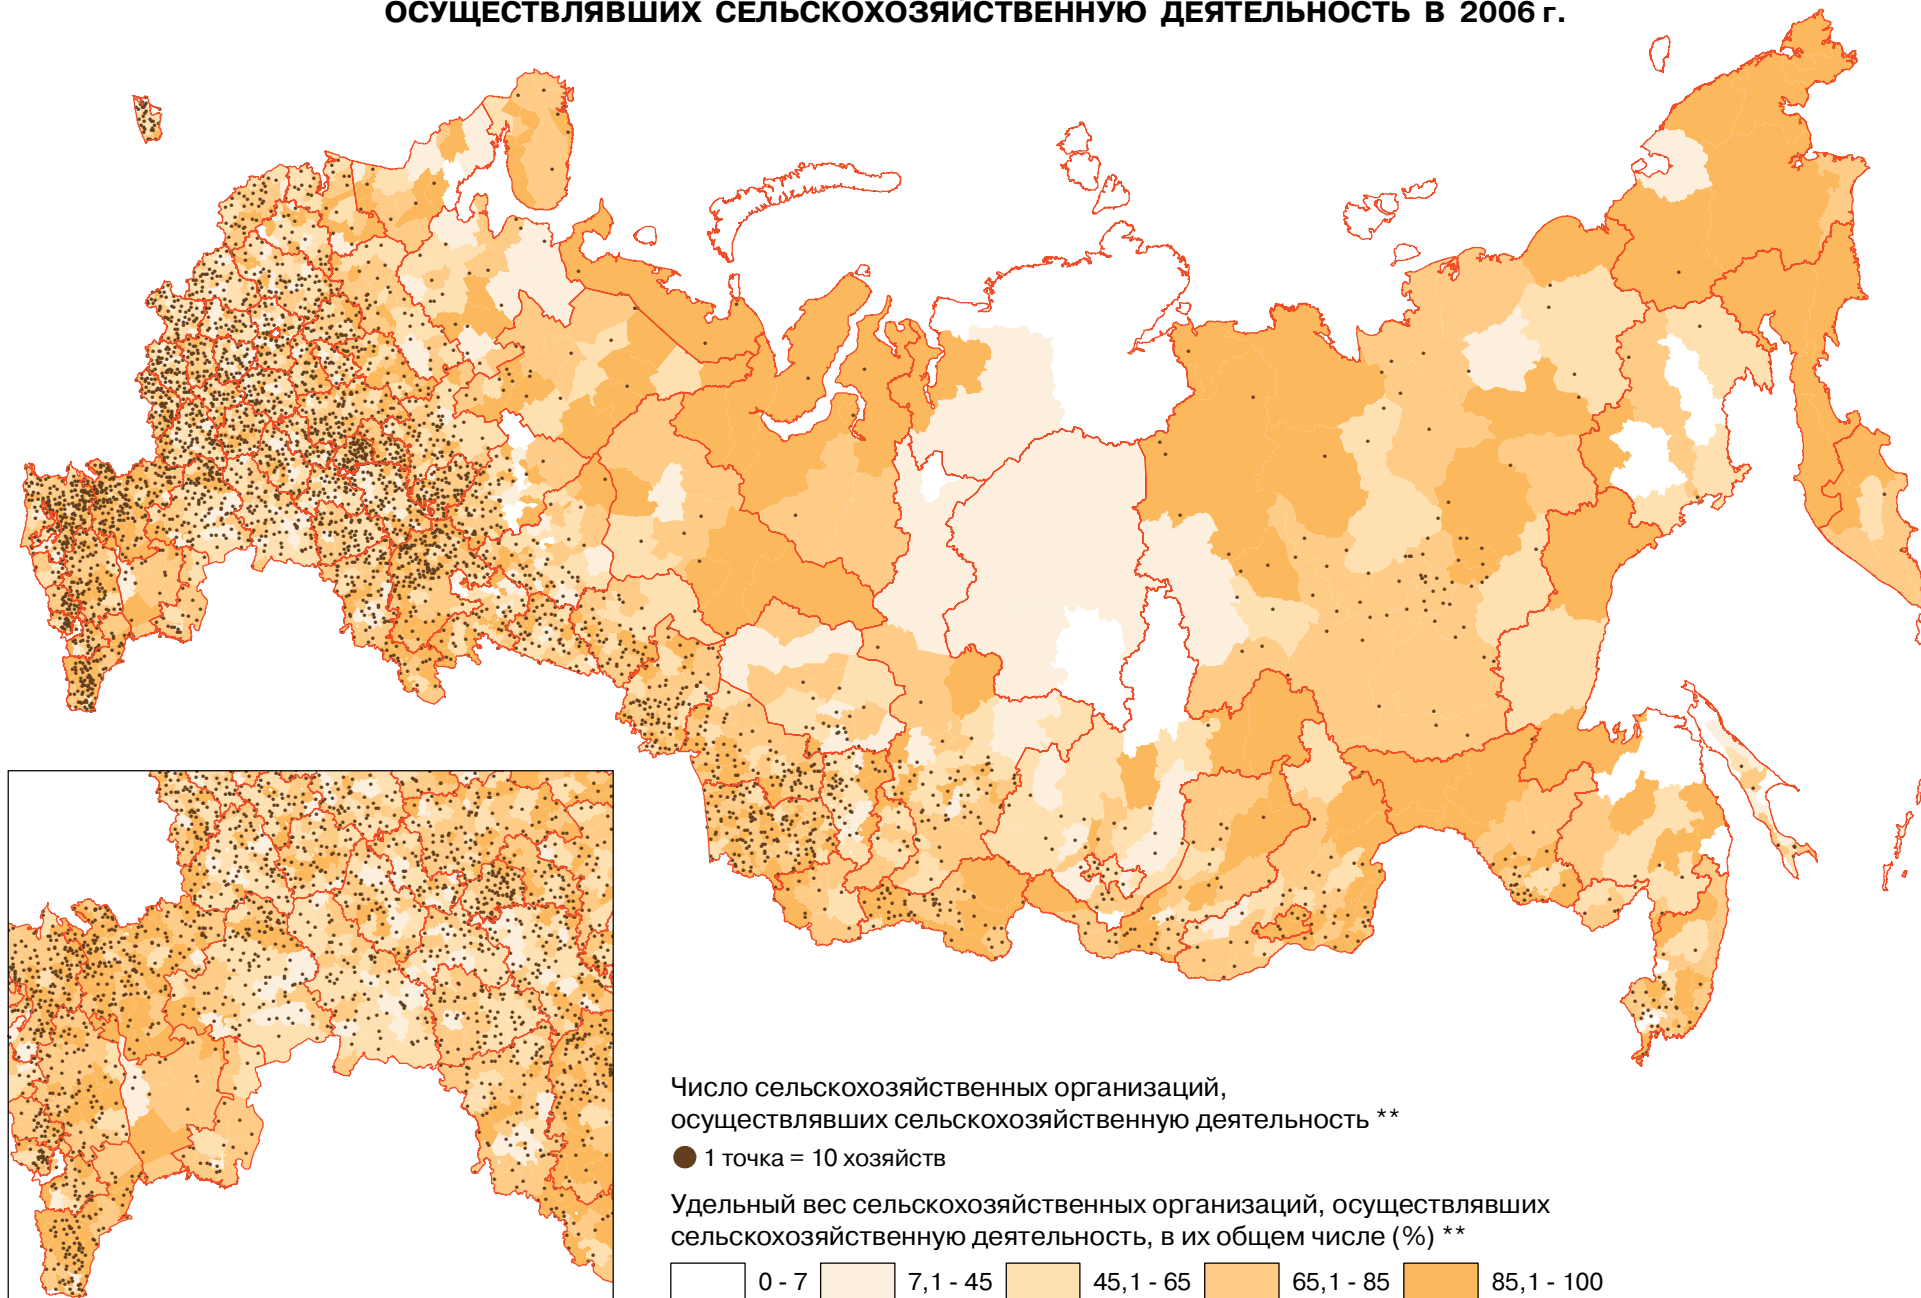 ОСУЩЕСТВЛЯВШИХ СЕЛЬСКОХОЗЯЙСТВЕННУЮ ДЕЯТЕЛЬНОСТЬ В 2006 г.
Число сельскохозяйственных организаций,
осуществлявших сельскохозяйственную деятельность **
1 точка = 10 хозяйств
Удельный вес сельскохозяйственных организаций, осуществлявших
сельскохозяйственную деятельность, в их общем числе (%) **
0 - 7 7,1 - 45 45,1 - 65 65,1 - 85 85,1 - 100